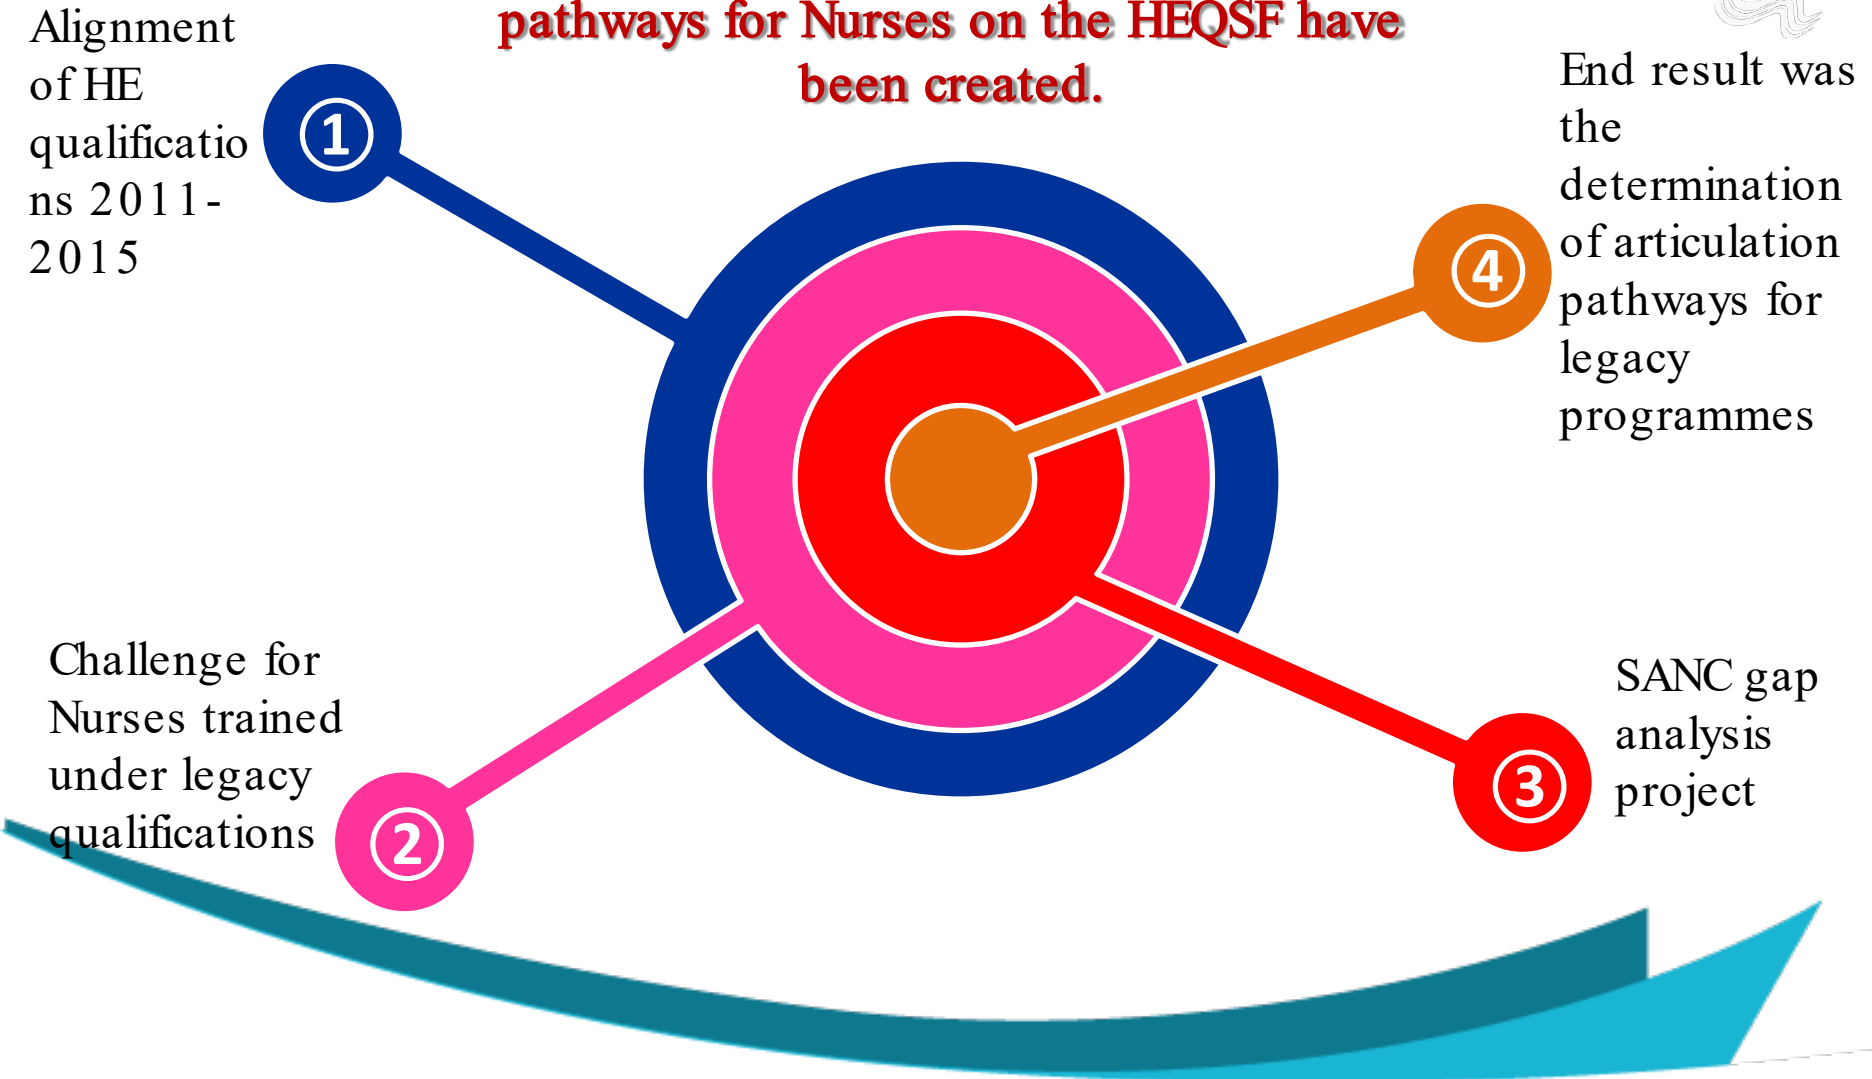 pathways for Nurses on the HEQSF have
been created.
Alignment
of HE
qualificatio
ns 2011-
2015
①
End result was
the
determination
of articulation
pathways for
legacy
programmes
④
Challenge for
Nurses trained
under legacy
qualifications
②
SANC gap
analysis
project
③